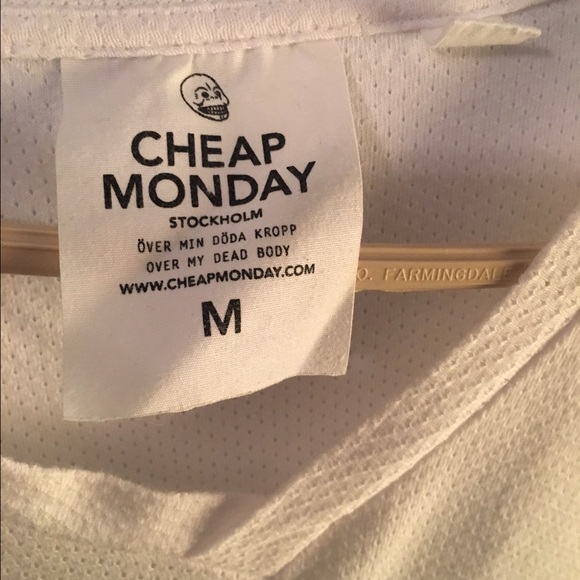 CHEAP
MONDAY
STOCKHOLM
ÖVER MIN DÖDA KROPP
OVER MY DEAD BODY
WWW.CHEAPMONDAY.COM
M
O. FARMINGDALE